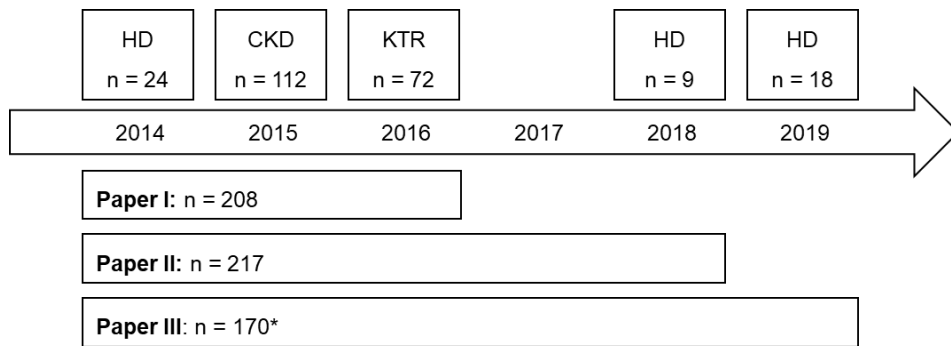 HD
n = 24
CKD
n = 112
KTR
n = 72
HD
n = 9
HD
n = 18
2014 2015 2016 2017 2018 2019
Paper I: n = 208
Paper II: n = 217
Paper III: n = 170*